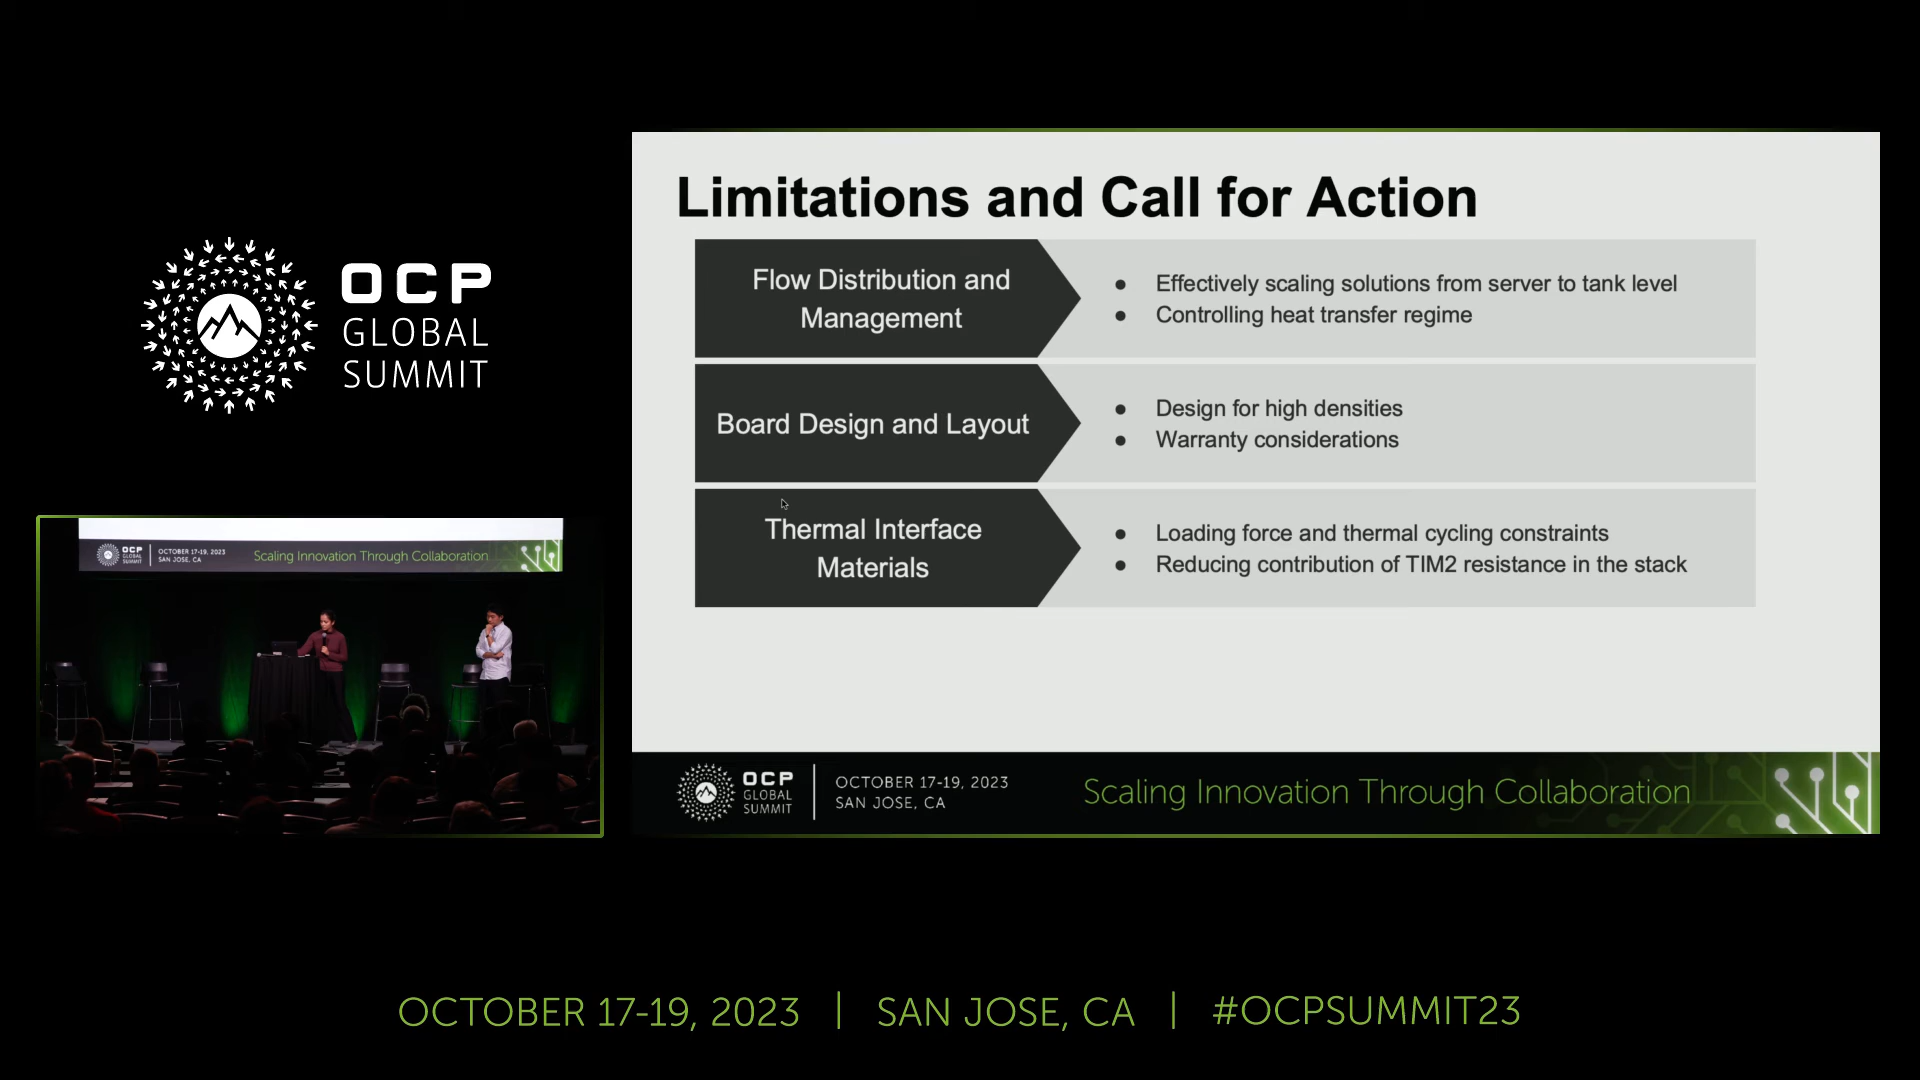 OCP
GLOBAL
SUMMIT
OCP
GLOBAL
SUMMIT
OCTOBER 17-19, 2023
SAN JOSE, CA
Scaling Innovation Through Collaboration
Limitations and Call for Action
Flow Distribution and
Management
● Effectively scaling solutions from server to tank level
● Controlling heat transfer regime
Board Design and Layout
● Design for high densities
● Warranty considerations
Thermal Interface
Materials
● Loading force and thermal cycling constraints
● Reducing contribution of TIM2 resistance in the stack
OCP
GLOBAL
SUMMIT
OCTOBER 17-19, 2023
SAN JOSE, CA
Scaling Innovation Through Collaboration
OCTOBER 17-19, 2023 | SAN JOSE, CA | #OCPSUMMIT23